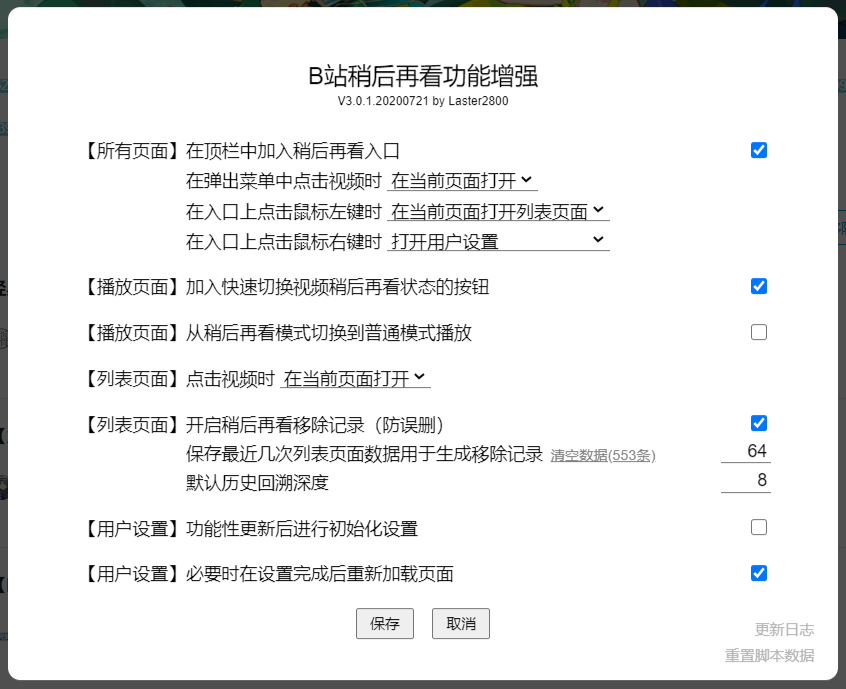 B站稍后再看功能增强
V3.0.1.20200721 by Laster2800
【所有页面】在顶栏中加入稍后再看入口
在弹出菜单中点击视频时 在当前页面打开
在入口上点击鼠标左键时 在当前页面打开列表页面
在入口上点击鼠标右键时 打开用户设置
【播放页面】加入快速切换视频稍后再看状态的按钮
【播放页面】从稍后再看模式切换到普通模式播放
【列表页面】点击视频时 在当前页面打开
【列表页面】开启稍后再看移除记录（防误删）
保存最近几次列表页面数据用于生成移除记录 清空数据(553条) 64
默认历史回溯深度 8
【用户设置】功能性更新后进行初始化设置
【用户设置】必要时在设置完成后重新加载页面
保存 取消
更新日志
重置脚本数据